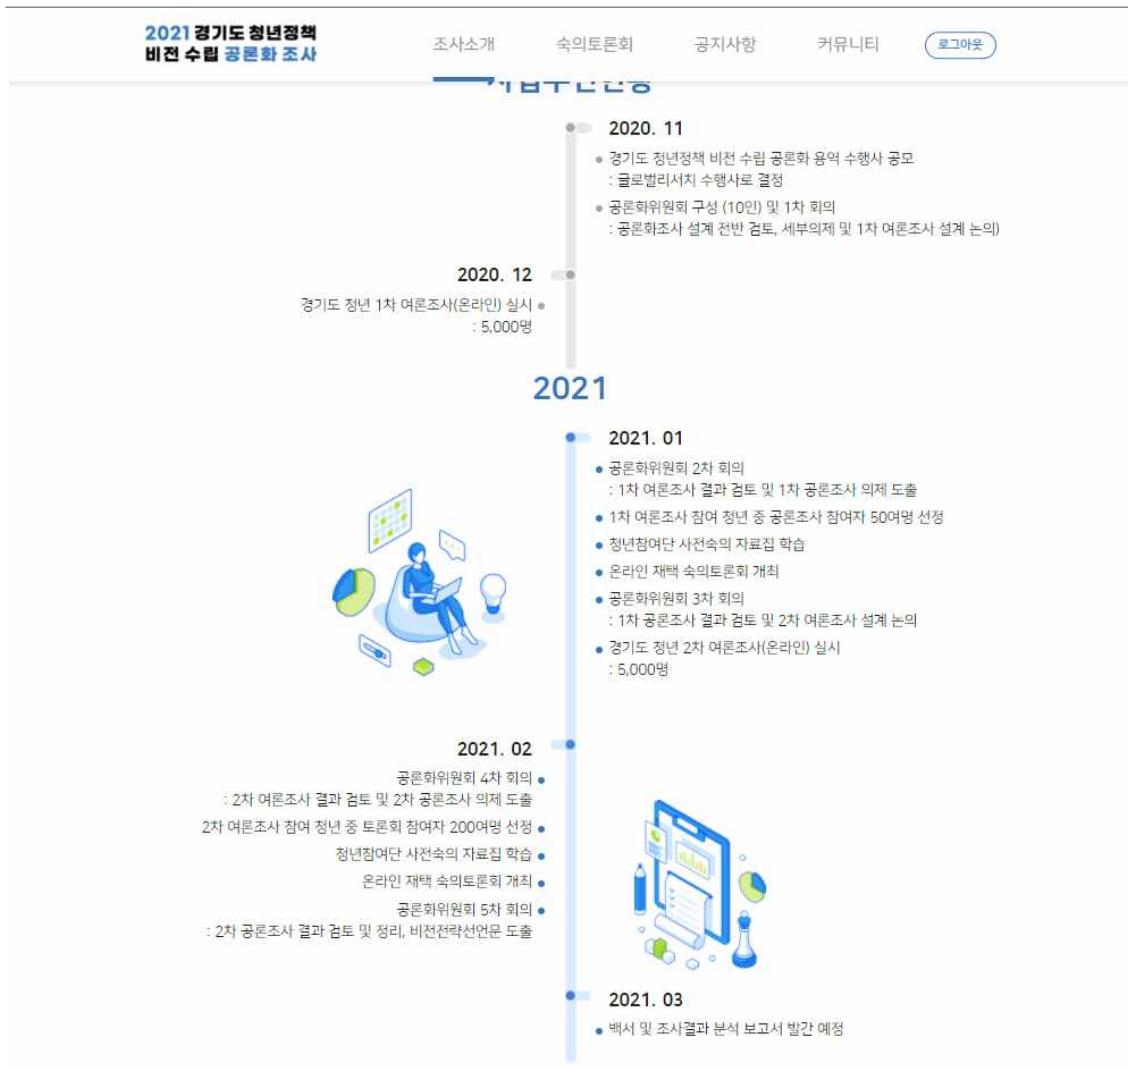 2021 경기도 청년정책
비전 수립 공론화 조사
조사소개
숙의토론회
공지사항
커뮤니티
로그아웃
2020. 11
경기도 청년정책 비전 수립 공론화 용역 수행사 공모
: 글로벌리서치 수행사로 결정
공론화위원회 구성 (10인) 및 1차 회의
: 공론화조사 설계 전반 검토, 세부의제 및 1차 여론조사 설계 논의)
2020. 12
경기도 청년 1차 여론조사(온라인) 실시
: 5,000명
2021
2021. 01
공론화위원회 2차 회의
: 1차 여론조사 결과 검토 및 1차 공론조사 의제 도출
1차 여론조사 참여 청년 중 공론조사 참여자 50여명 선정
청년참여단 사전숙의 자료집 학습
온라인 재택 숙의토론회 개최
공론화위원회 3차 회의
: 1차 공론조사 결과 검토 및 2차 여론조사 설계 논의
경기도 청년 2차 여론조사(온라인) 실시
: 5,000명
2021. 02
공론화위원회 4차 회의
: 2차 여론조사 결과 검토 및 2차 공론조사 의제 도출
2차 여론조사 참여 청년 중 토론회 참여자 200여명 선정
청년참여단 사전숙의 자료집 학습
온라인 재택 숙의토론회 개최
공론화위원회 5차 회의
: 2차 공론조사 결과 검토 및 정리, 비전전략선언문 도출
2021. 03
백서 및 조사결과 분석 보고서 발간 예정